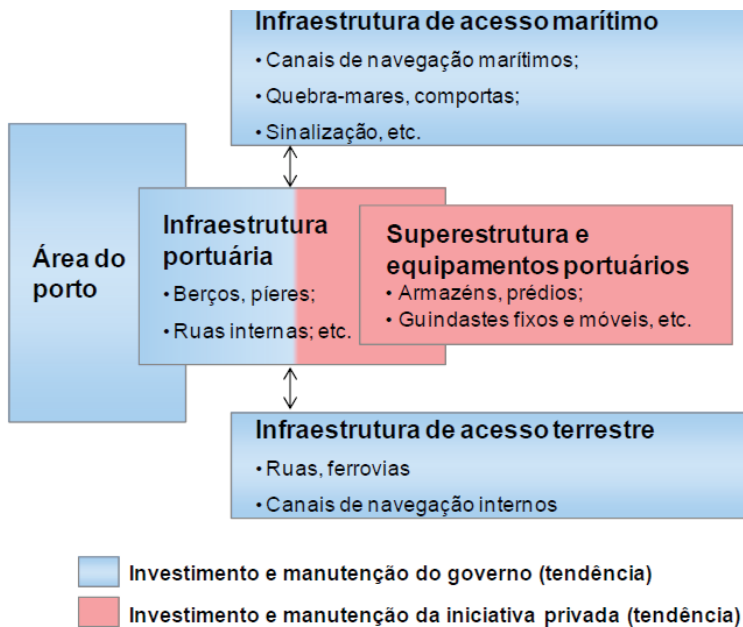 Infraestrutura de acesso marítimo
• Canais de navegação marítimos;
• Quebra-mares, comportas;
• Sinalização, etc.
Área do
porto
Infraestrutura
portuária
• Berços, píeres;
• Ruas internas; etc.
Superestrutura e
equipamentos portuários
• Armazéns, prédios;
• Guindastes fixos e móveis, etc.
Infraestrutura de acesso terrestre
• Ruas, ferrovias
• Canais de navegação internos
Investimento e manutenção do governo (tendência)
Investimento e manutenção da iniciativa privada (tendência)